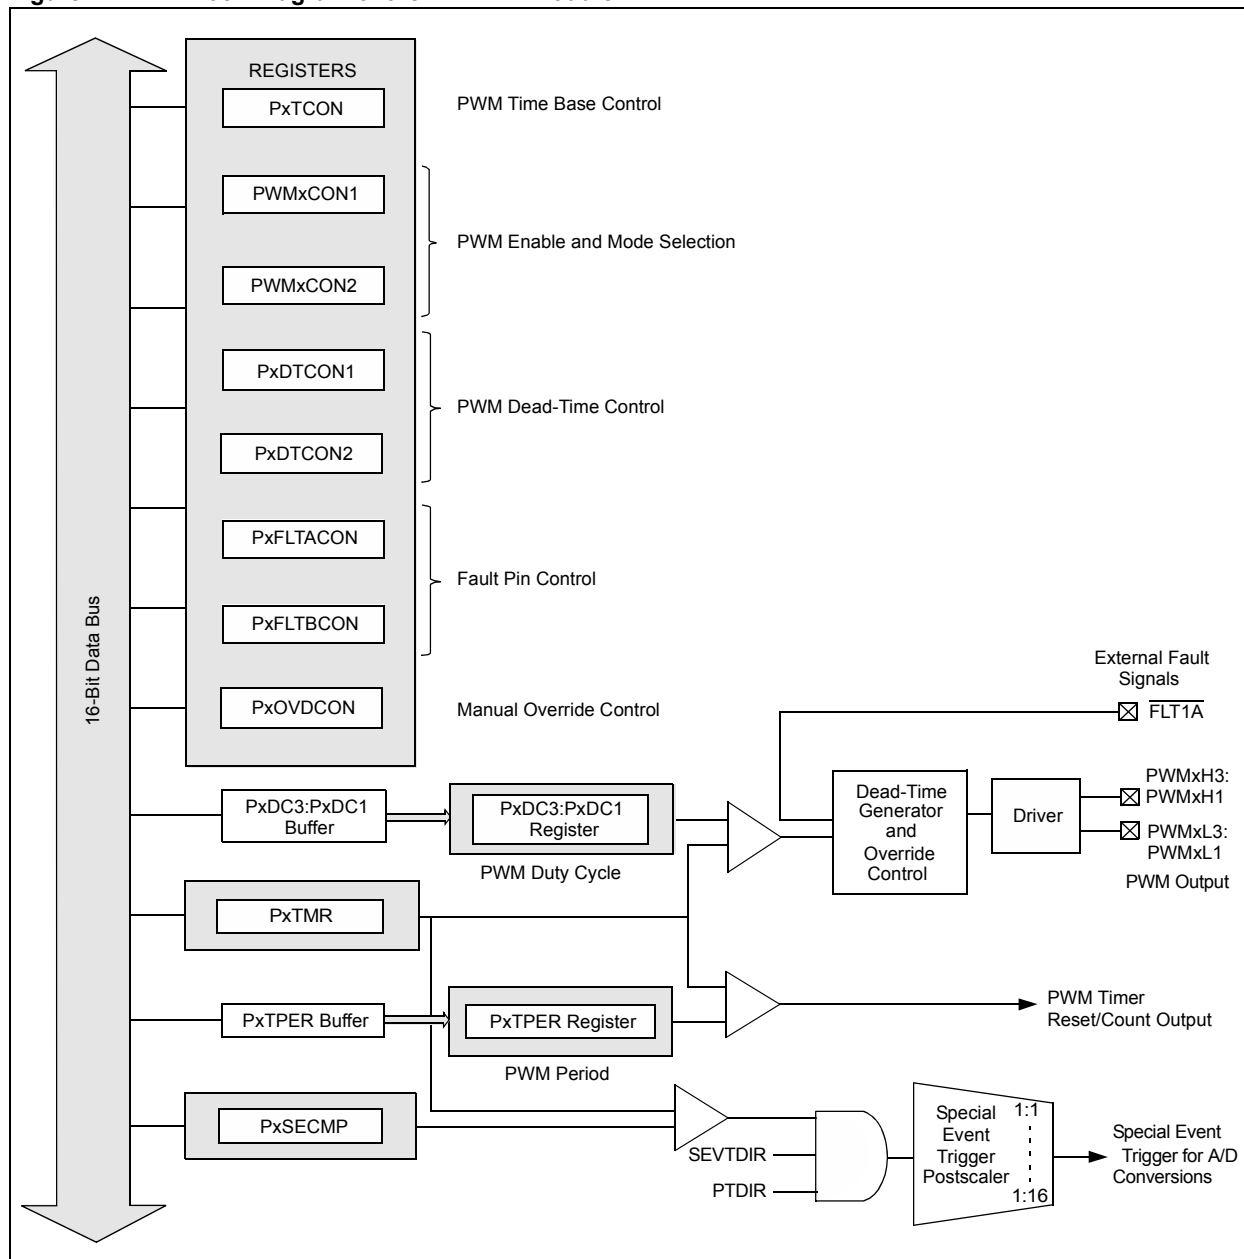 REGISTERS
PxTCON
PWM Time Base Control
PWMxCON1
PWM Enable and Mode Selection
PWMxCON2
PxDTCON1
PWM Dead-Time Control
PxDTCON2
PxFLTACON
Fault Pin Control
PxFLTBCON
16-Bit Data Bus
PxOVDCON
Manual Override Control
External Fault
Signals
FLT1A
PxDC3:PxDC1
Buffer
PxDC3:PxDC1
Register
PWM Duty Cycle
Dead-Time
Generator
and
Override
Control
Driver
PWMxH3:
PWMxH1
PWMxL3:
PWMxL1
PWM Output
PxTMR
PxTPER Buffer
PxTPER Register
PWM Period
PWM Timer
Reset/Count Output
PxSECMP
SEVTDIR
PTDIR
Special
Event
Trigger
Postscaler
1:1
1:16
Special Event
Trigger for A/D
Conversions